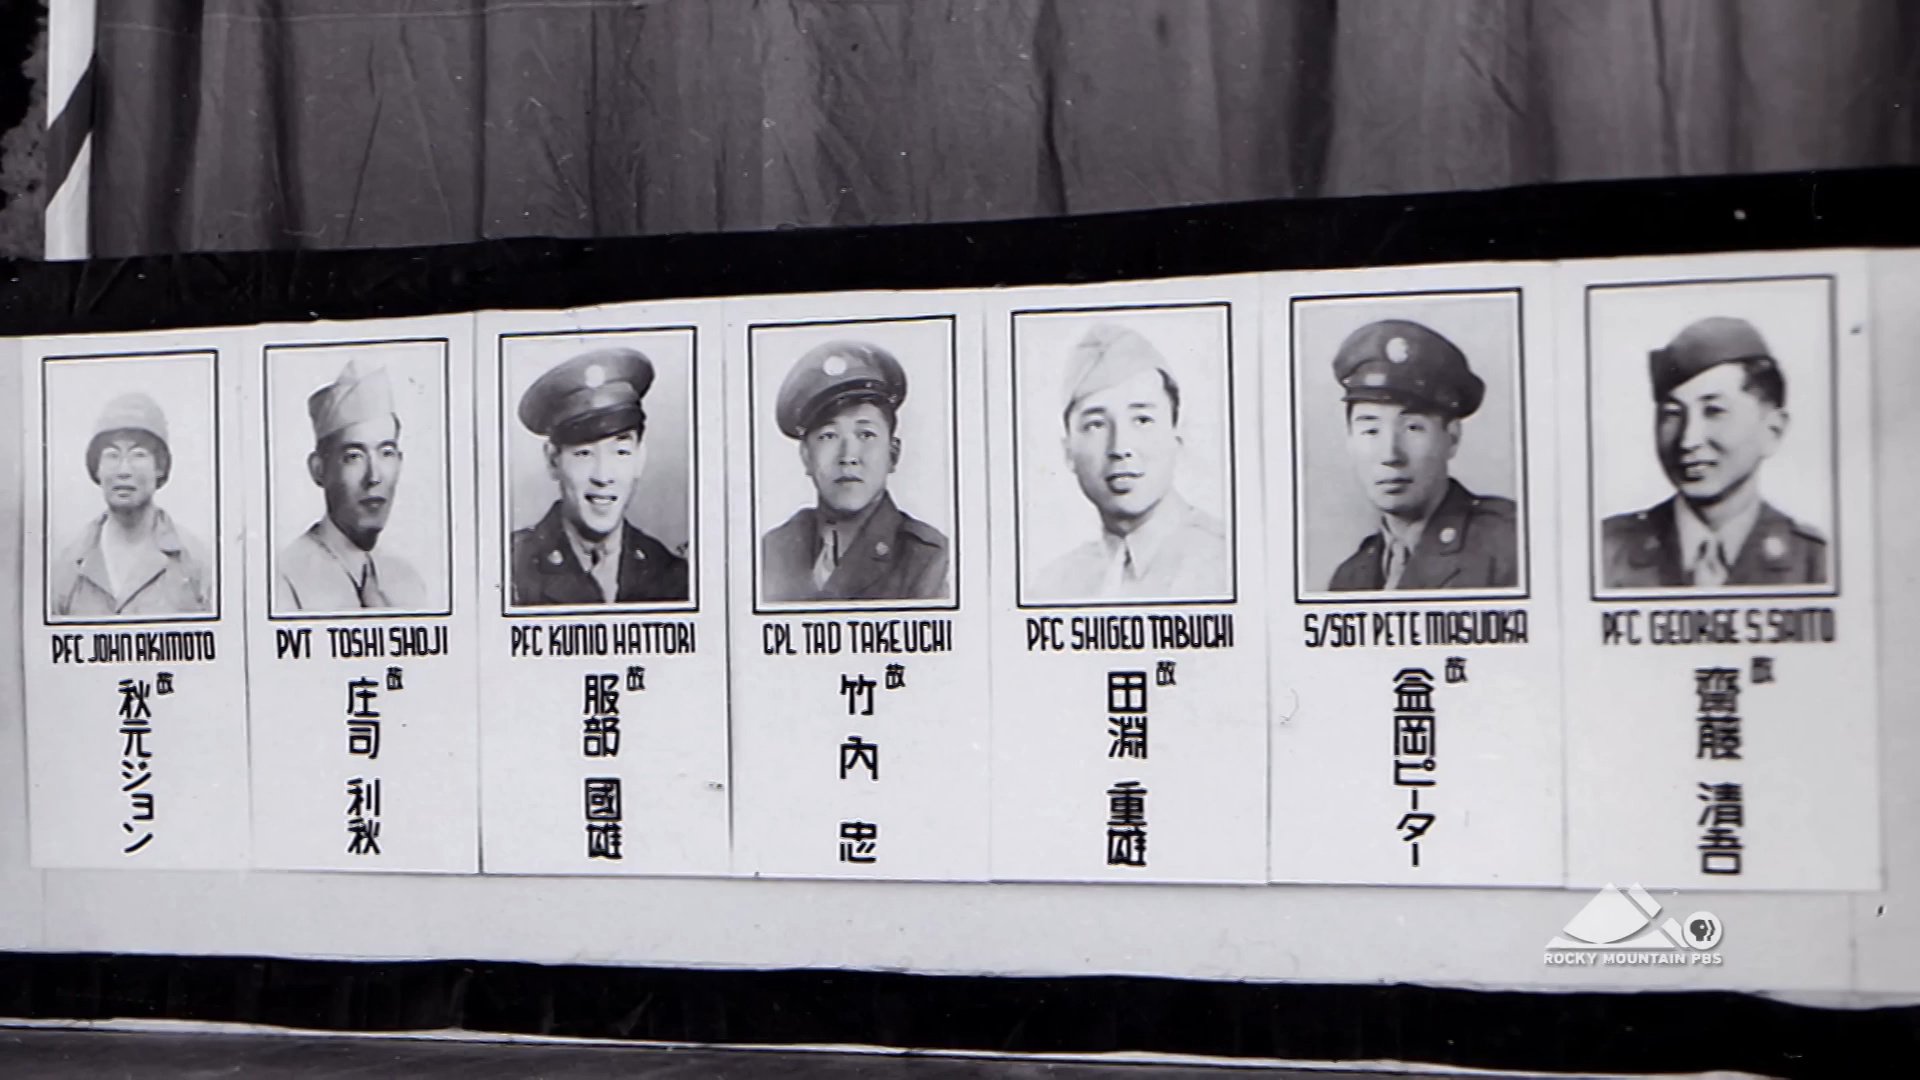 PFC JOHN AKIMOTO
故
秋元ジョン
PVT TOSHI SHOJI
故
庄司 利秋
PFC KUNIO HATTORI
故
服部 國雄
CPL TAD TAKEUCHI
故
竹内 忠
PFC SHIGEO TABUCHI
故
田淵 重雄
S/SGT PETE MASUOKA
故
益岡ピーター
PFC GEORGE S. SAITO
故
齋藤 清吾
ROCKY MOUNTAIN PBS